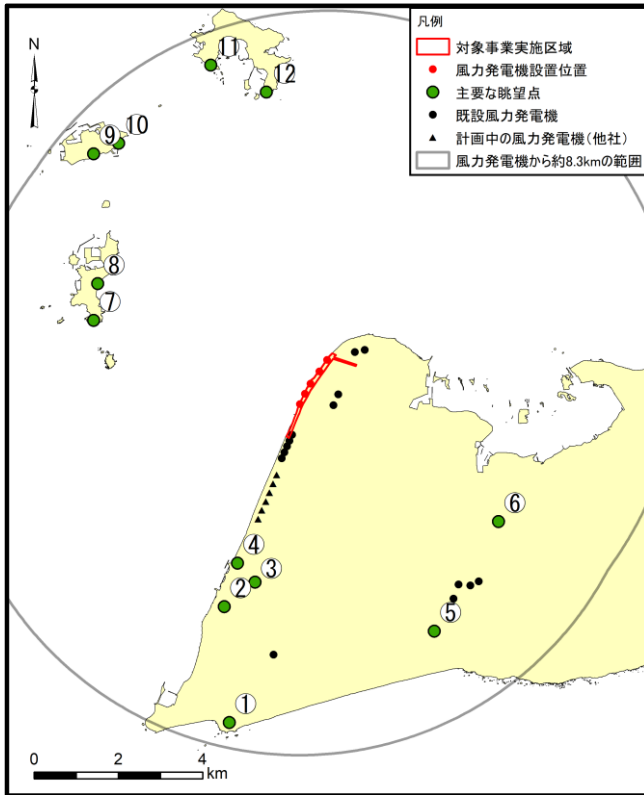 凡例
対象事業実施区域
風力発電機設置位置
主要な眺望点
既設風力発電機
計画中の風力発電機(他社)
風力発電機から約8.3kmの範囲
N
⑪
⑫
⑩
⑨
⑧
⑦
⑥
④
③
②
⑤
①
0 2 4
km